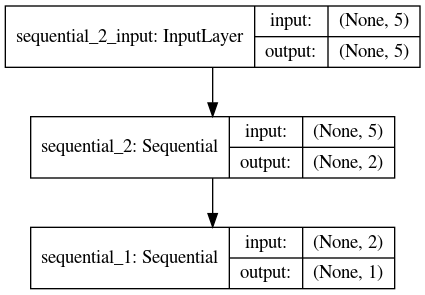 sequential_2_input: InputLayer
input: (None, 5)
output: (None, 5)
sequential_2: Sequential
input: (None, 5)
output: (None, 2)
sequential_1: Sequential
input: (None, 2)
output: (None, 1)